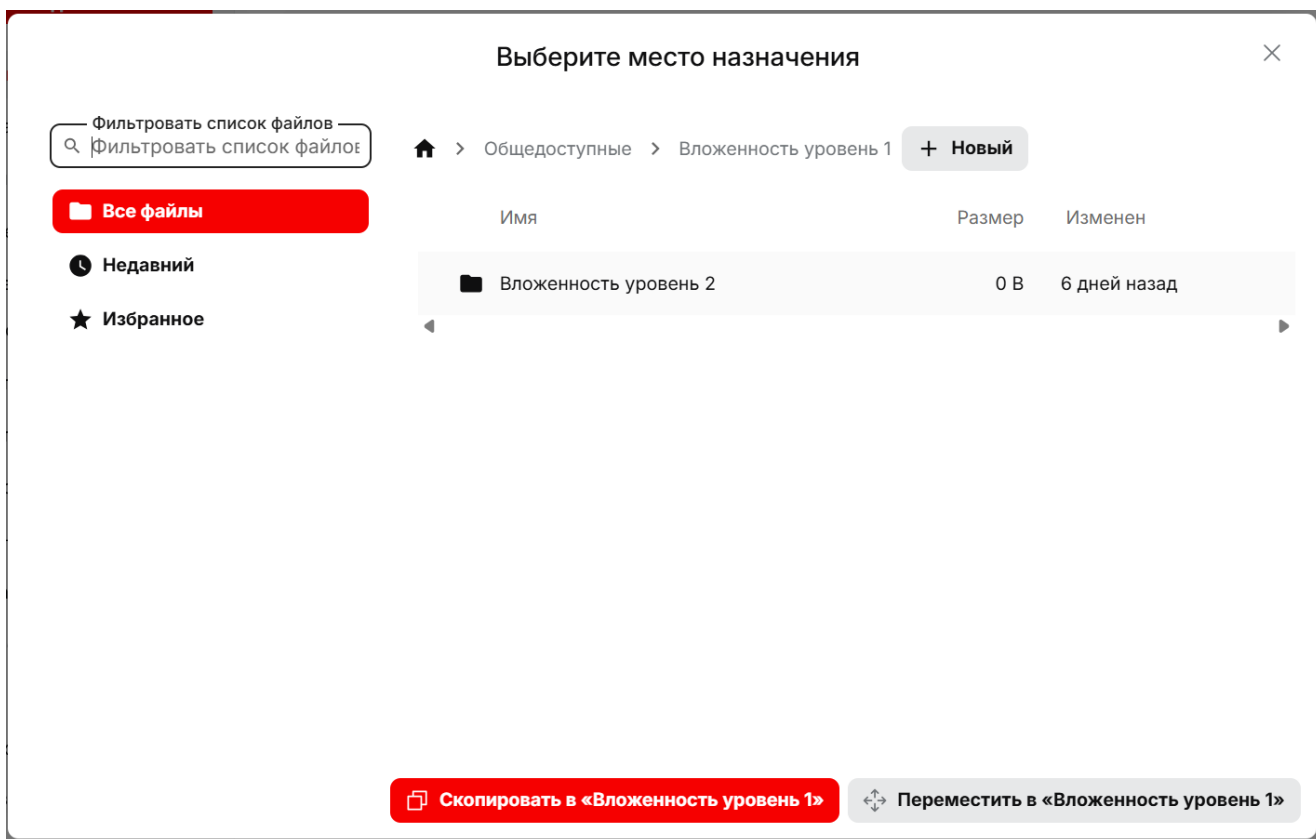 Выберите место назначения
Фильтровать список файлов
Фильтровать список файлов
Общедоступные > Вложенность уровень 1 + Новый
Все файлы
Имя Размер Изменен
Недавний
Вложенность уровень 2 0 B 6 дней назад
Избранное
Скопировать в «Вложенность уровень 1» Переместить в «Вложенность уровень 1»